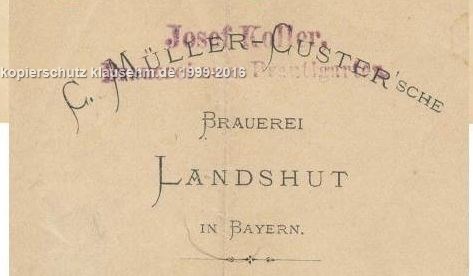 Josef Koller,
C. MÜLLER-CUSTER'SCHE
kopierschutz klausehm.de 1999-2016
BRAUEREI
LANDSHUT
IN BAYERN.